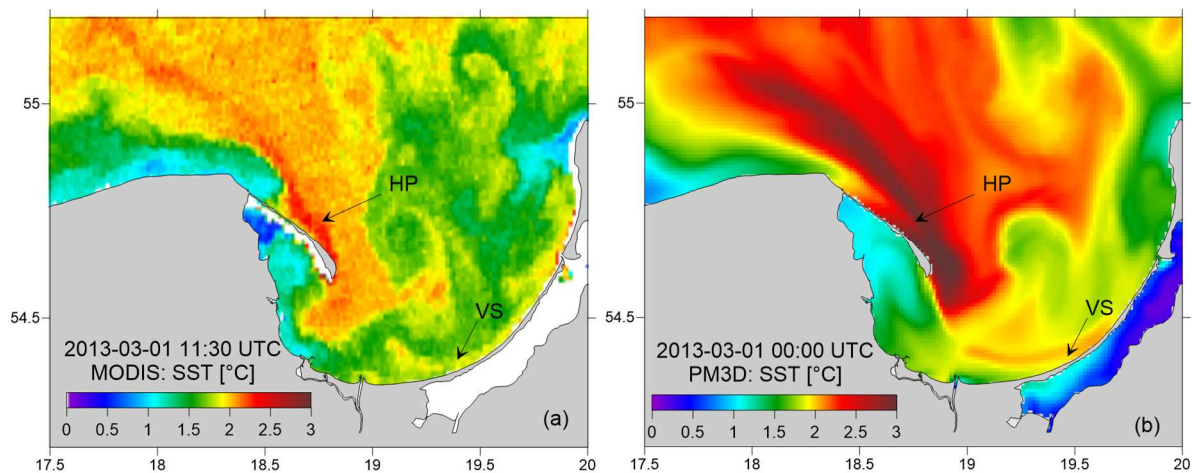 55
54.5
HP
VS
2013-03-01 11:30 UTC
MODIS: SST [°C]
0 0.5 1 1.5 2 2.5 3
(a)
17.5 18 18.5 19 19.5 20
55
54.5
HP
VS
2013-03-01 00:00 UTC
PM3D: SST [°C]
0 0.5 1 1.5 2 2.5 3
(b)
17.5 18 18.5 19 19.5 20